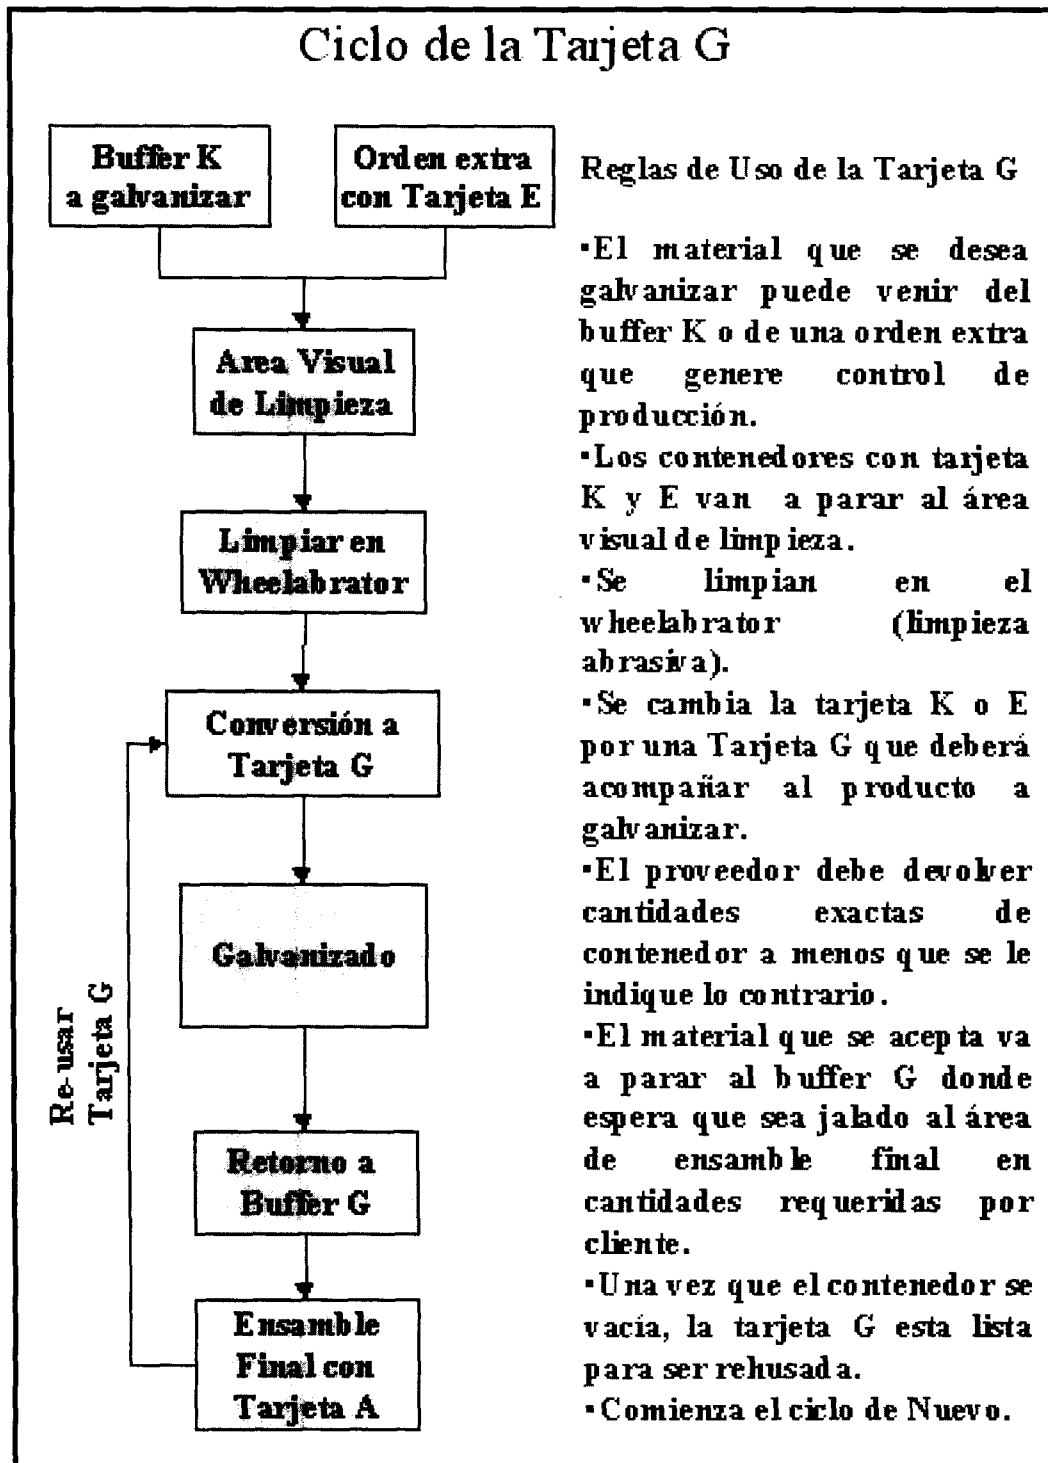 Ciclo de la Tarjeta G
Buffer K
a galvanizar
Orden extra
con Tarjeta E
Area Visual
de Limpieza
Limpiar en
Wheelabrator
Conversión a
Tarjeta G
Galvanizado
Retorno a
Buffer G
Ensamble
Final con
Tarjeta A
Re-usar
Tarjeta G
Reglas de Uso de la Tarjeta G
▪El material que se desea
galvanizar puede venir del
buffer K o de una orden extra
que genere control de
producción.
▪Los contenedores con tarjeta
K y E van a parar al área
visual de limpieza.
▪Se limpian en el
wheelabrator (limpieza
abrasiva).
▪Se cambia la tarjeta K o E
por una Tarjeta G que deberá
acompañar al producto a
galvanizar.
▪El proveedor debe devolver
cantidades exactas de
contenedor a menos que se le
indique lo contrario.
▪El material que se acepta va
a parar al buffer G donde
espera que sea jalado al área
de ensamble final en
cantidades requeridas por
cliente.
▪Una vez que el contenedor se
vacía, la tarjeta G esta lista
para ser rehusada.
▪Comienza el ciclo de Nuevo.